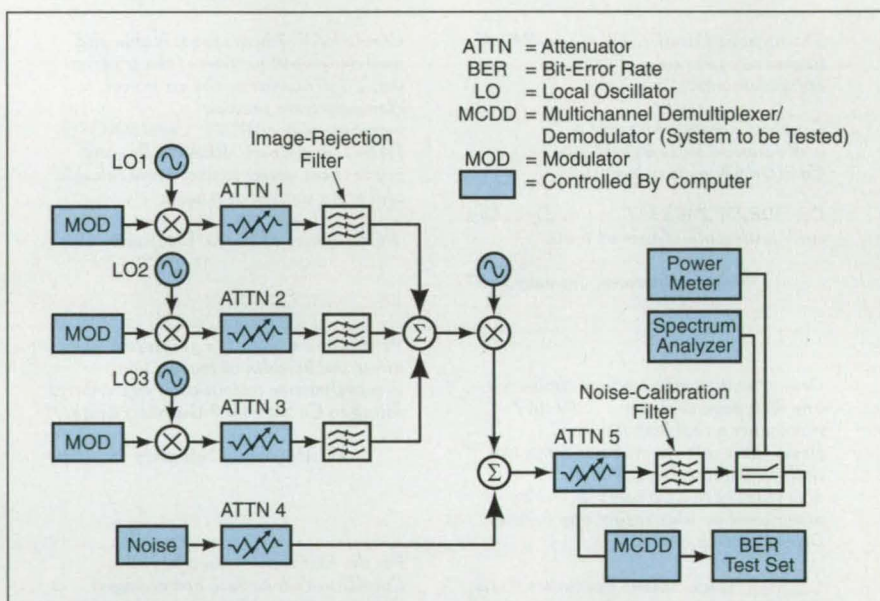 ATTN = Attenuator
BER = Bit-Error Rate
LO = Local Oscillator
MCDD = Multichannel Demultiplexer/
Demodulator (System to be Tested)
MOD = Modulator
= Controlled By Computer
Image-Rejection
Filter
LO1
ATTN 1
MOD
LO2
ATTN 2
MOD
LO3
ATTN 3
MOD
Σ
Power
Meter
Spectrum
Analyzer
Noise-Calibration
Filter
ATTN 5
Σ
ATTN 4
Noise
MCDD
BER
Test Set